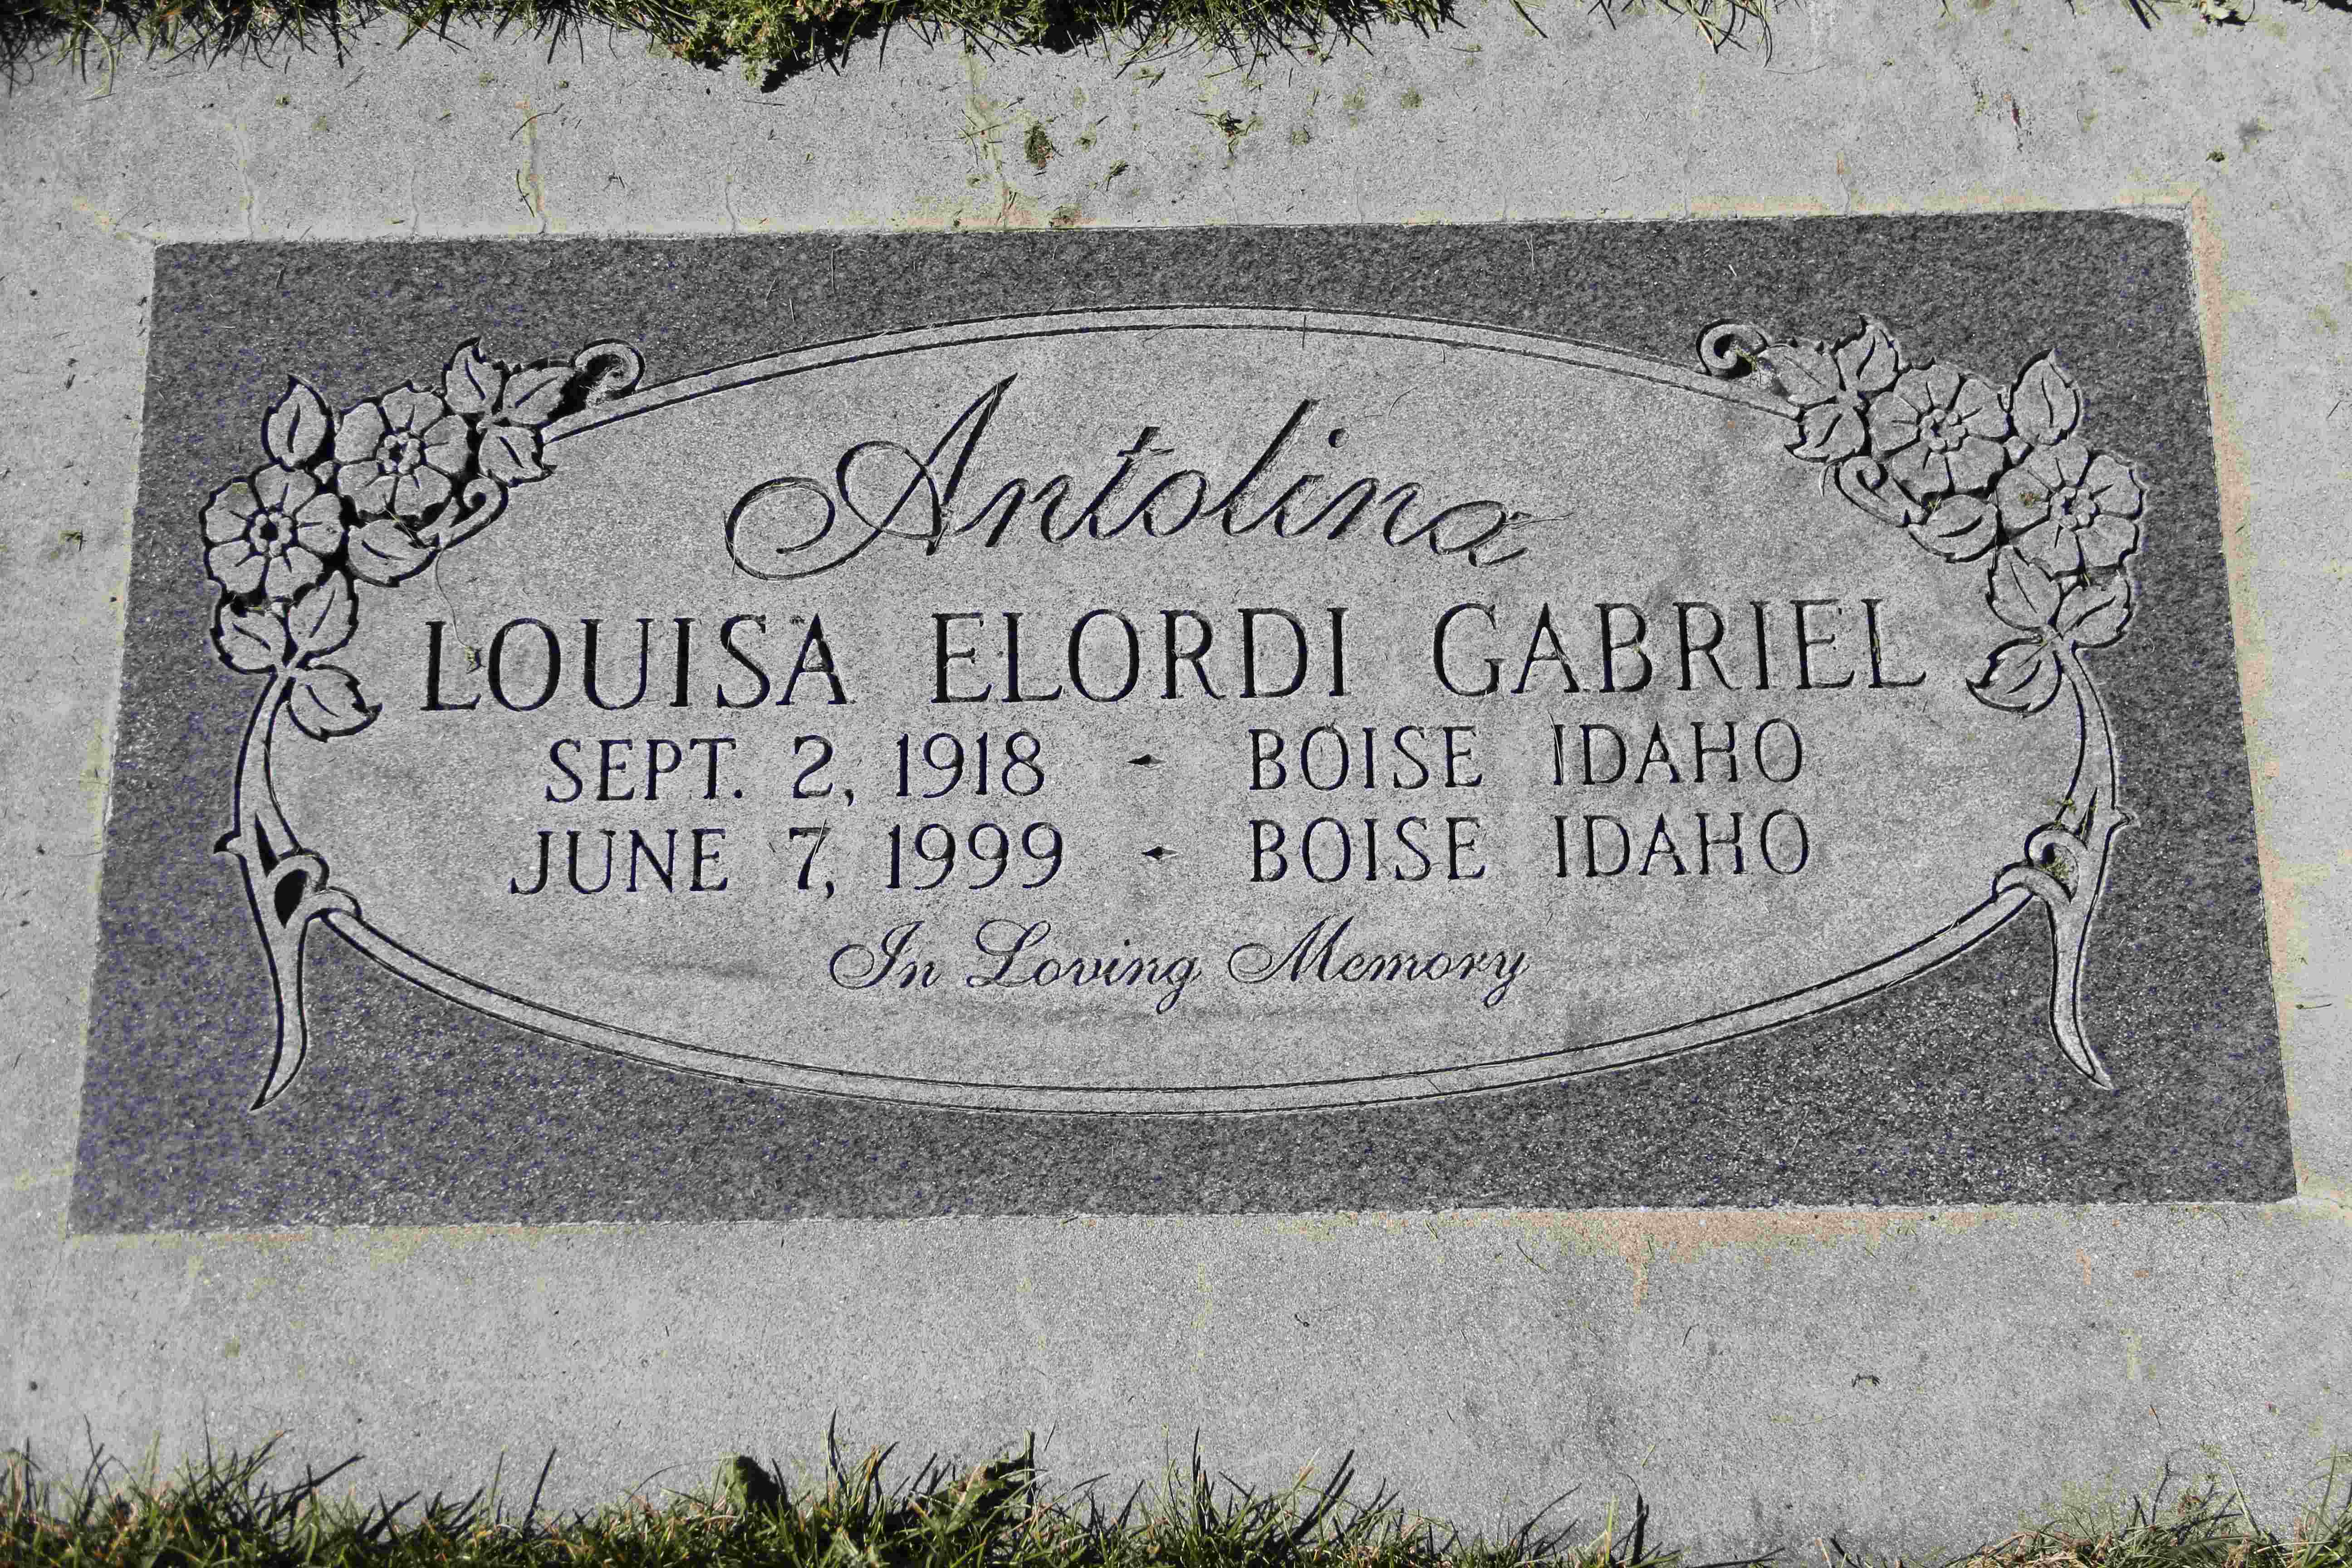 Antolina
LOUISA ELORDI GABRIEL
SEPT. 2, 1918 - BOISE IDAHO
JUNE 7, 1999 - BOISE IDAHO
In Loving Memory